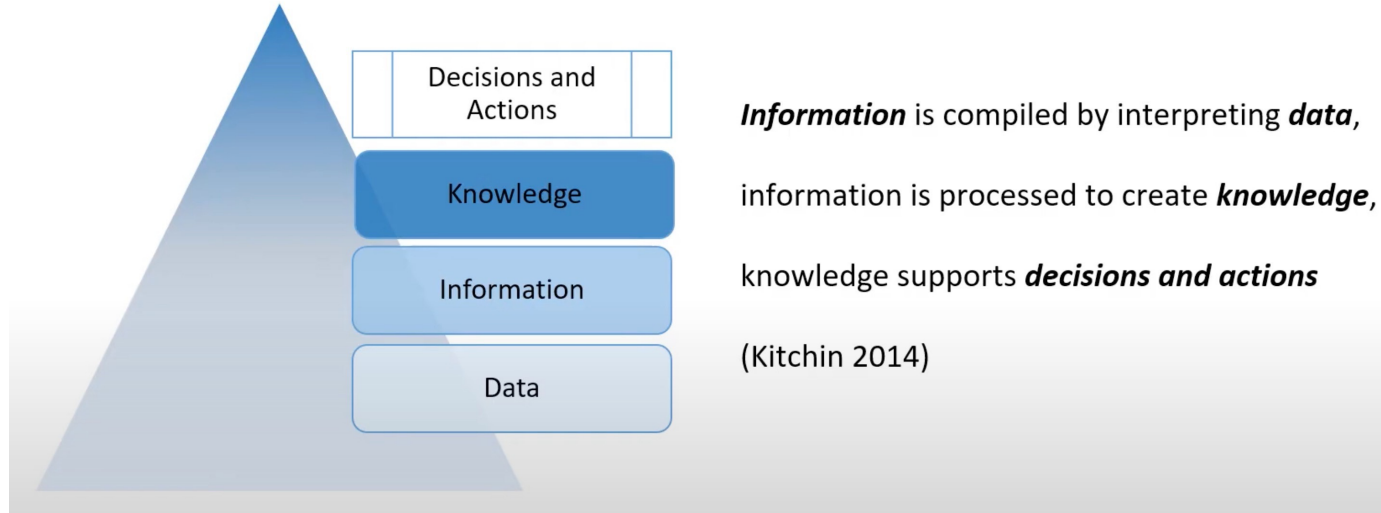 Decisions and
Actions
Knowledge
Information
Data
Information is compiled by interpreting data,
information is processed to create knowledge,
knowledge supports decisions and actions
(Kitchin 2014)